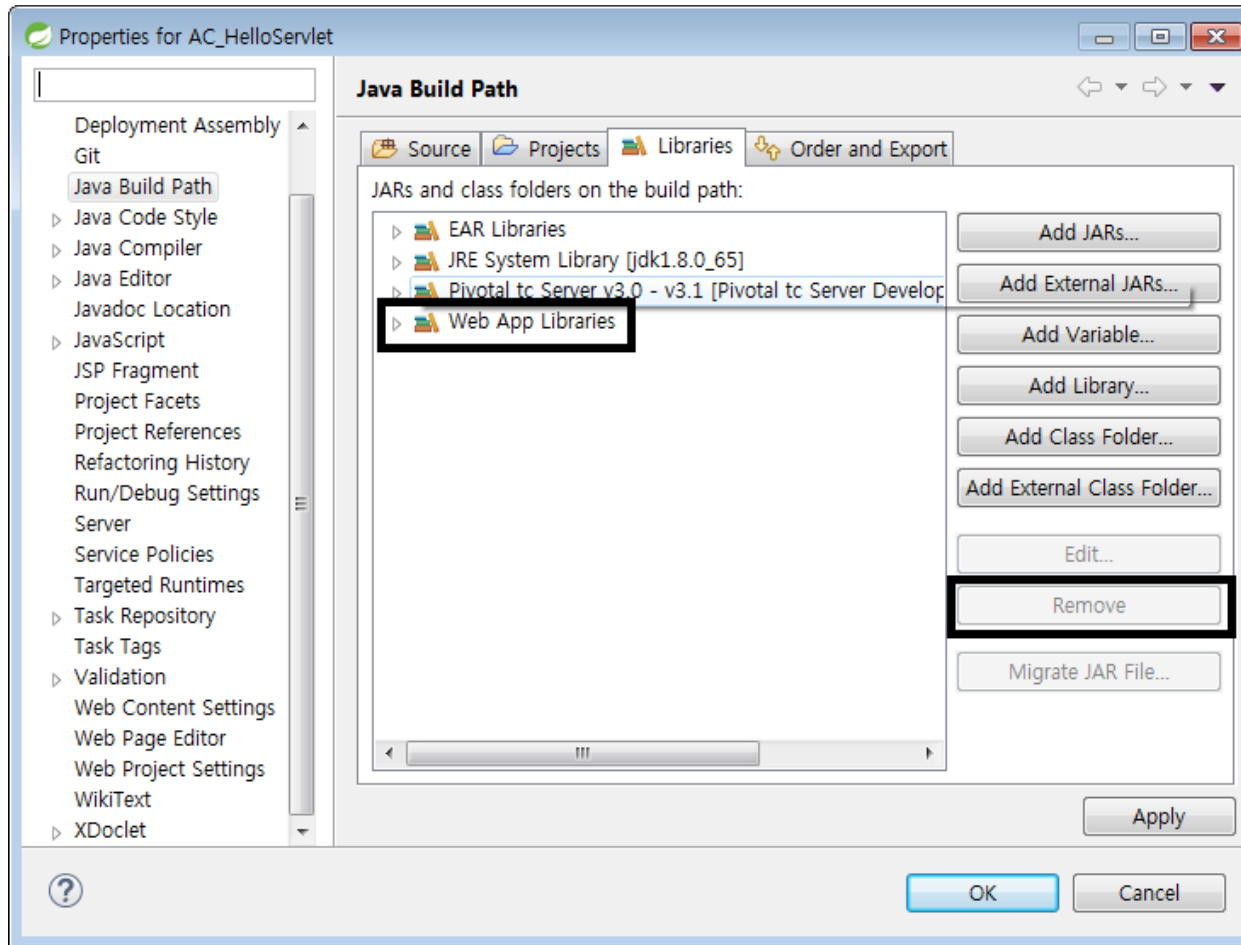 Properties for AC_HelloServlet
Java Build Path
Deployment Assembly
Git
Java Build Path
Java Code Style
Java Compiler
Java Editor
Javadoc Location
JavaScript
JSP Fragment
Project Facets
Project References
Refactoring History
Run/Debug Settings
Server
Service Policies
Targeted Runtimes
Task Repository
Task Tags
Validation
Web Content Settings
Web Page Editor
Web Project Settings
WikiText
XDoclet
Source Projects Libraries Order and Export
JARs and class folders on the build path:
EAR Libraries
JRE System Library [jdk1.8.0_65]
Pivotal tc Server v3.0 - v3.1 [Pivotal tc Server Develop
Web App Libraries
Add JARs...
Add External JARs...
Add Variable...
Add Library...
Add Class Folder...
Add External Class Folder...
Edit...
Remove
Migrate JAR File...
Apply
OK Cancel